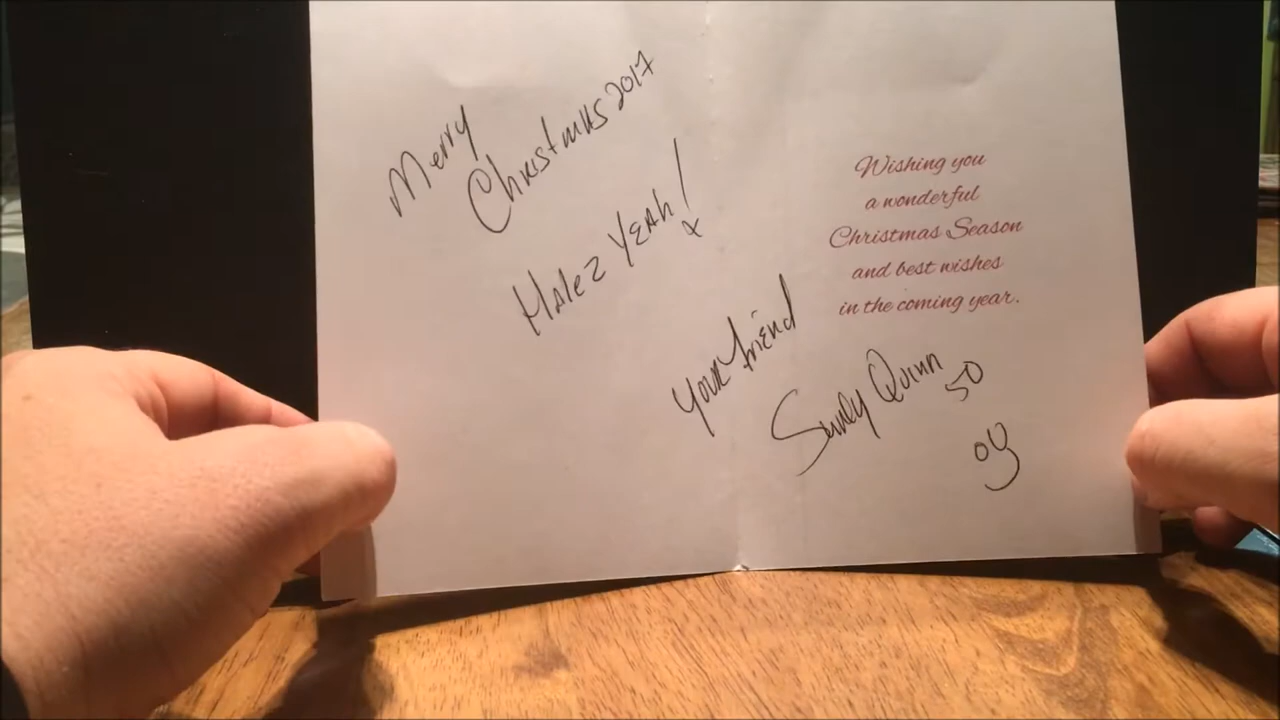 Merry
Christmas 2017
Halez Yeah!
Your friend
Quinn
50
Wishing you
a wonderful
Christmas Season
and best wishes
in the coming year.